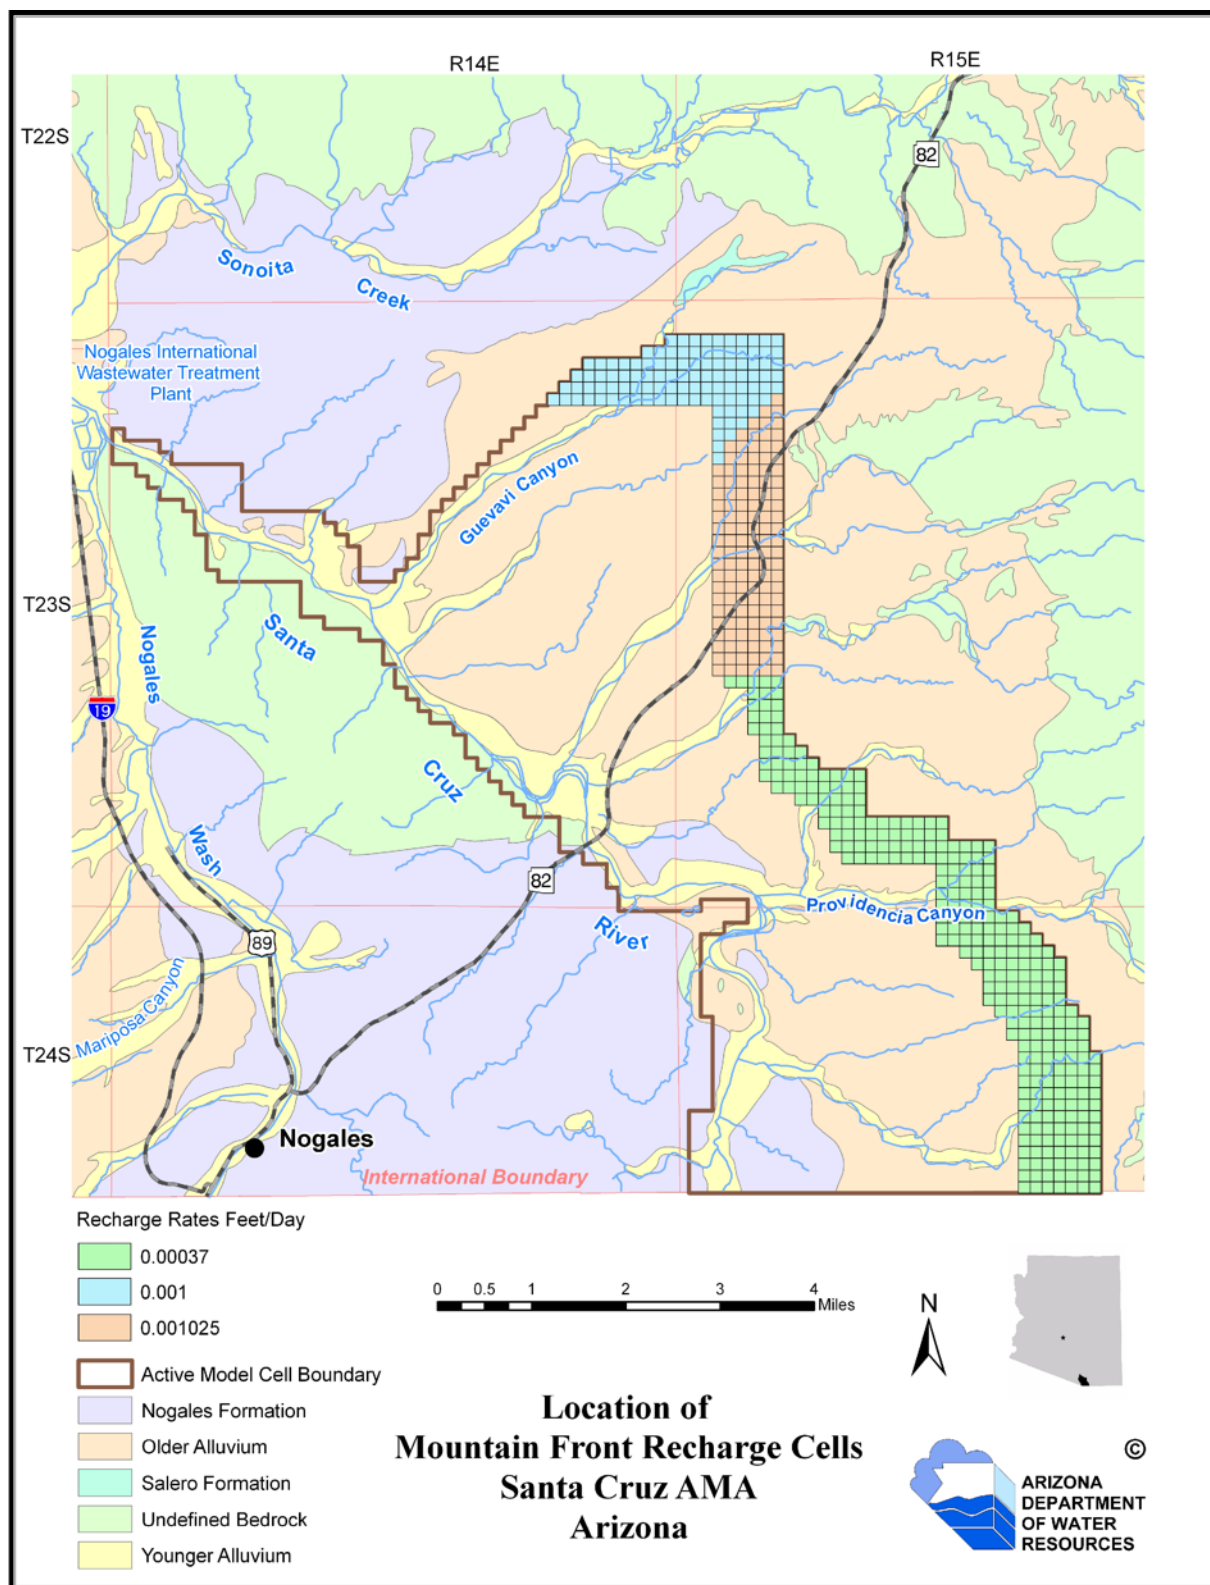 R14E
R15E
T22S
82
Sonoita
Creek
Nogales International
Wastewater Treatment
Plant
Guevavi Canyon
T23S
Santa
Nogales
19
Cruz
Wash
82
Providencia Canyon
River
89
Mariposa Canyon
T24S
Nogales
International Boundary
Recharge Rates Feet/Day
0.00037
0.001
0.001025
Active Model Cell Boundary
Nogales Formation
Older Alluvium
Salero Formation
Undefined Bedrock
Younger Alluvium
0 0.5 1 2 3 4
Miles
N
Location of
Mountain Front Recharge Cells
Santa Cruz AMA
Arizona
©
ARIZONA
DEPARTMENT
OF WATER
RESOURCES